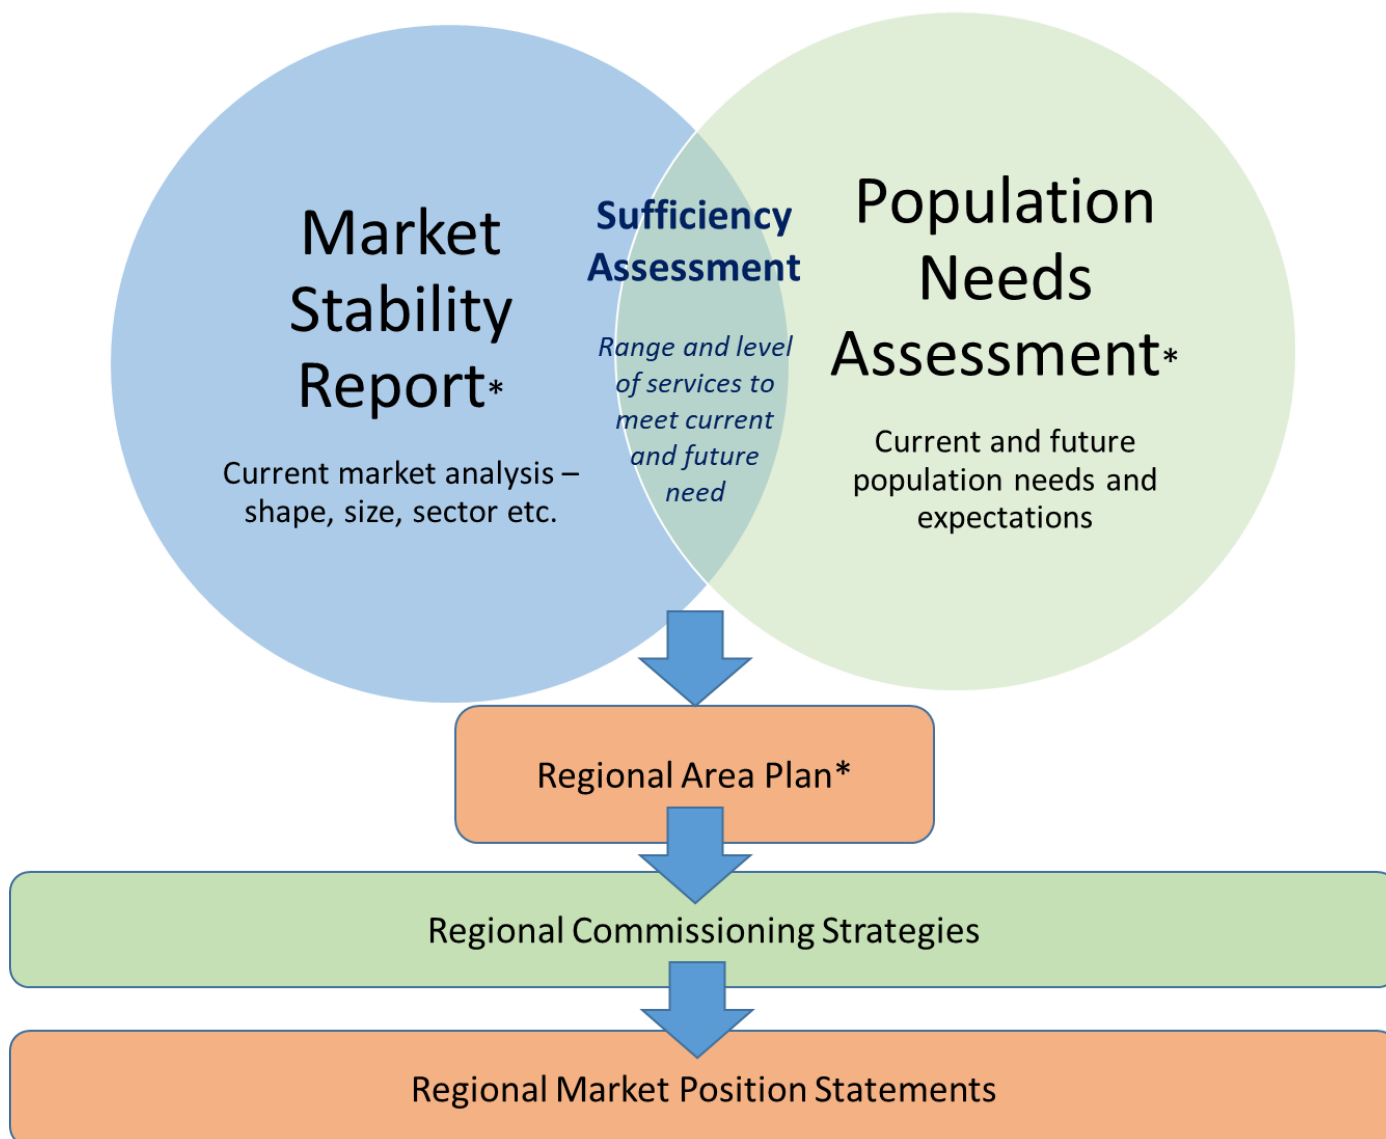 Market
Stability
Report*
Current market analysis –
shape, size, sector etc.
Sufficiency
Assessment
Range and level
of services to
meet current
and future
need
Population
Needs
Assessment*
Current and future
population needs and
expectations
Regional Area Plan*
Regional Commissioning Strategies
Regional Market Position Statements